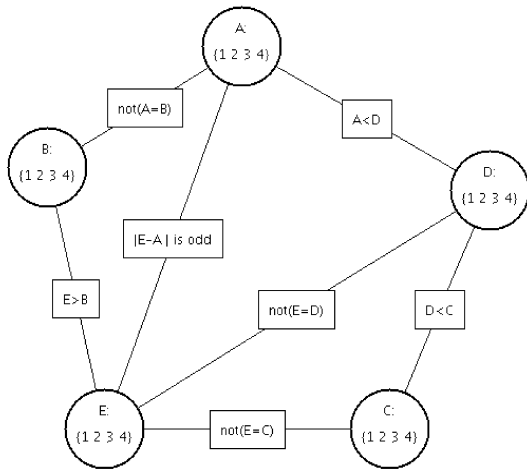 A:
{1 2 3 4}
not(A=B)
A<D
B:
{1 2 3 4}
D:
{1 2 3 4}
|E-A| is odd
E>B
not(E=D)
D<C
E:
{1 2 3 4}
not(E=C)
C:
{1 2 3 4}